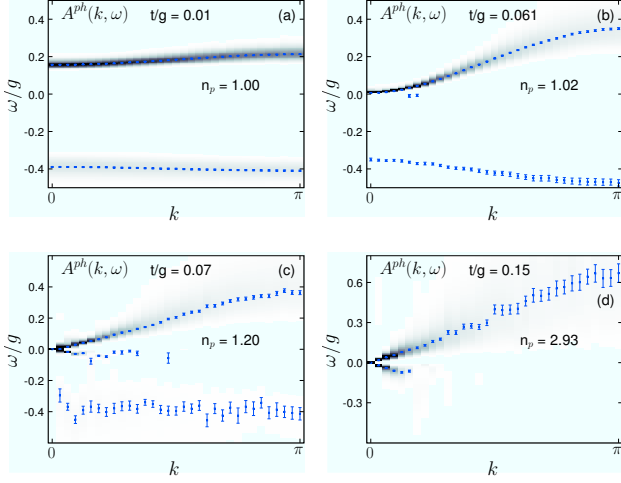 A^{ph}(k, ω) t/g = 0.01 (a)
0.4
0.2
0.0
0.2
-0.4
ω/g
n_p = 1.00
0 π
k
A^{ph}(k, ω) t/g = 0.061 (b)
0.4
0.2
0.0
0.2
-0.4
ω/g
n_p = 1.02
0 π
k
A^{ph}(k, ω) t/g = 0.07 (c)
0.6
0.4
0.2
0.0
-0.2
-0.4
ω/g
n_p = 1.20
0 π
k
A^{ph}(k, ω) t/g = 0.15 (d)
0.6
0.3
0.0
-0.3
ω/g
n_p = 2.93
0 π
k